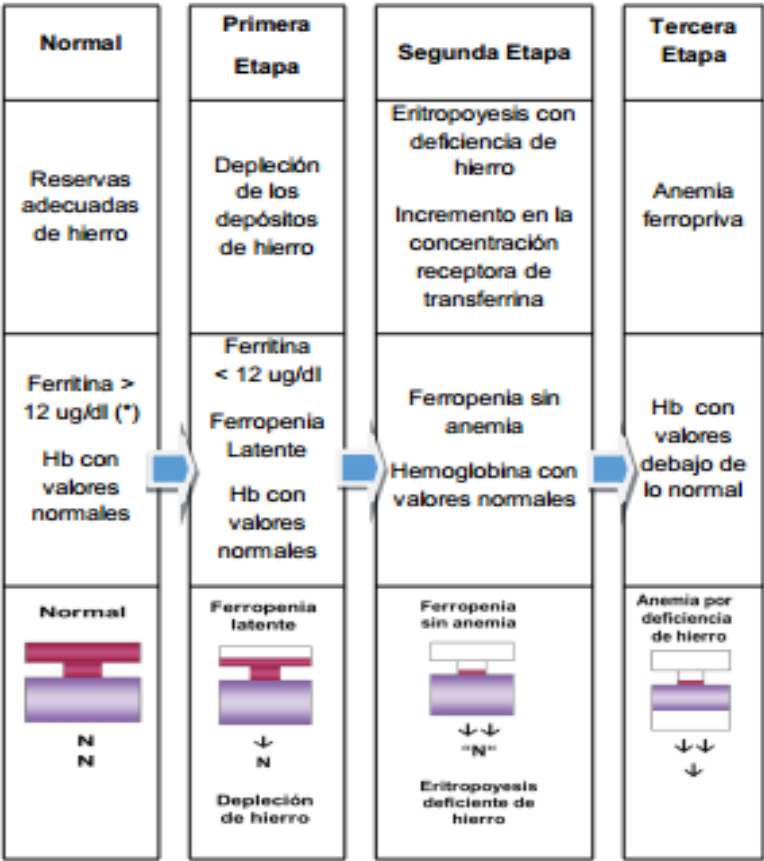 Normal
Reservas
adecuadas
de hierro
Ferritina >
12 ug/dl (*)
Hb con
valores
normales
Normal
N
N
Primera
Etapa
Depleción
de los
depósitos
de hierro
Ferritina
< 12 ug/dl
Ferropenia
Latente
Hb con
valores
normales
Ferropenia
latente
↓
N
Depleción
de hierro
Segunda Etapa
Eritropoyesis con
deficiencia de
hierro
Incremento en la
concentración
receptora de
transferrina
Ferropenia sin
anemia
Hemoglobina con
valores normales
Ferropenia
sin anemia
↓↓
"N"
Eritropoyesis
deficiente de
hierro
Tercera
Etapa
Anemia
ferropriva
Hb con
valores
debajo de
lo normal
Anemia por
deficiencia
de hierro
↓↓
↓